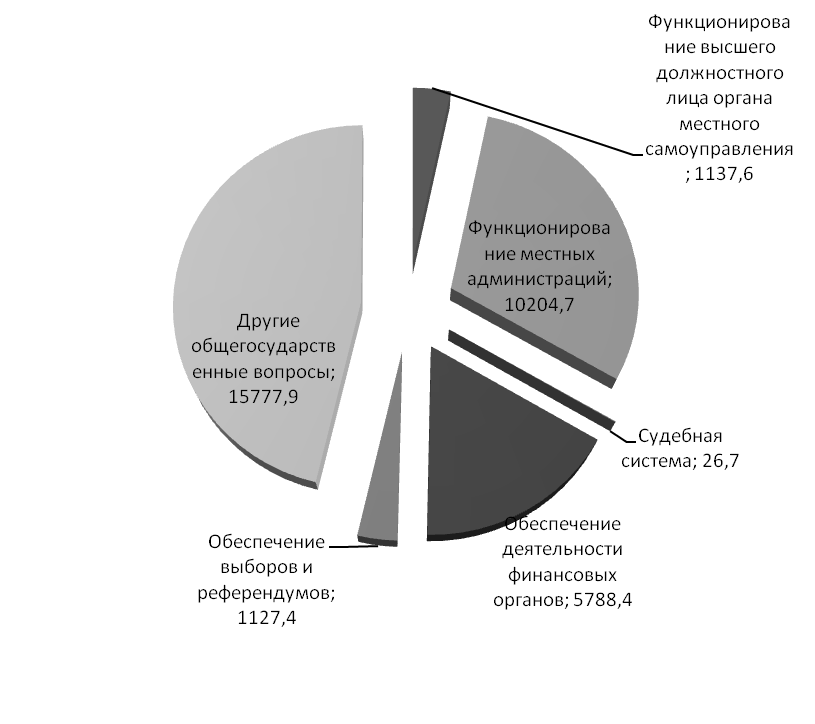 Функционирова
ние высшего
должностного
лица органа
местного
самоуправления
; 1137,6
Функционирова
ние местных
администраций;
10204,7
Другие
общегосударств
енные вопросы;
15777,9
Судебная
система; 26,7
Обеспечение
деятельности
финансовых
органов; 5788,4
Обеспечение
выборов и
референдумов;
1127,4